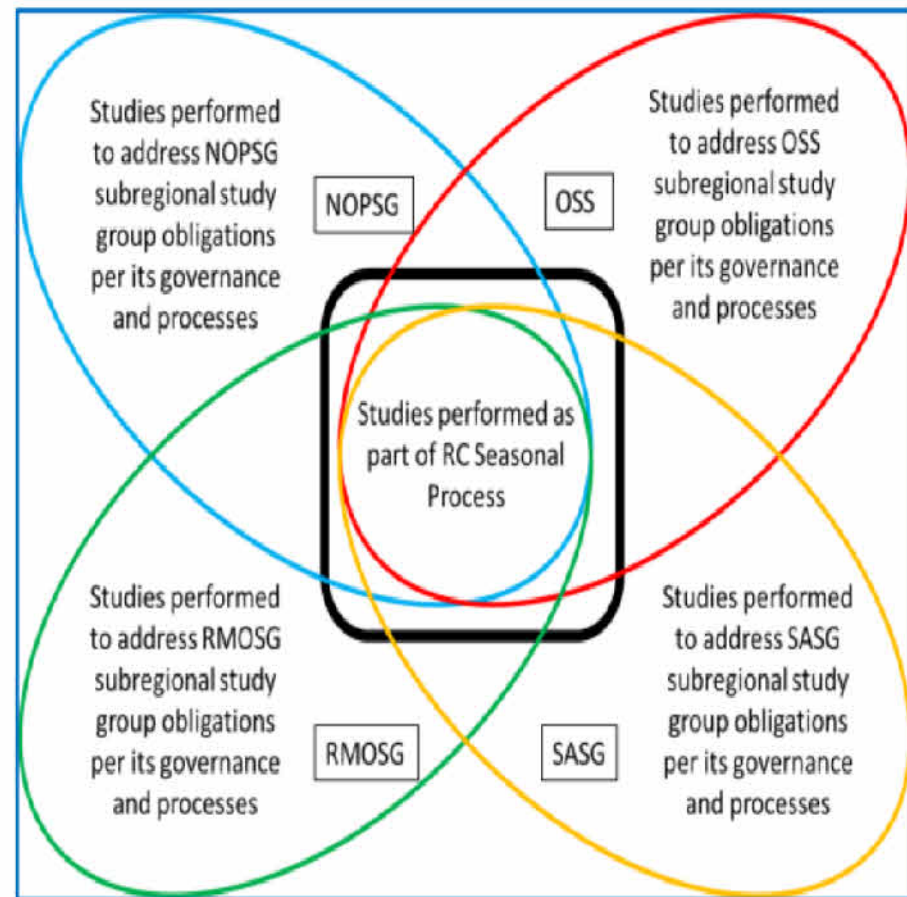 Studies performed
to address NOPSG
subregional study
group obligations
per its governance
and processes
NOPSG
OSS
Studies performed
to address OSS
subregional study
group obligations
per its governance
and processes
Studies performed as
part of RC Seasonal
Process
Studies performed
to address RMOSG
subregional study
group obligations
per its governance
and processes
RMOSG
SASG
Studies performed
to address SASG
subregional study
group obligations
per its governance
and processes